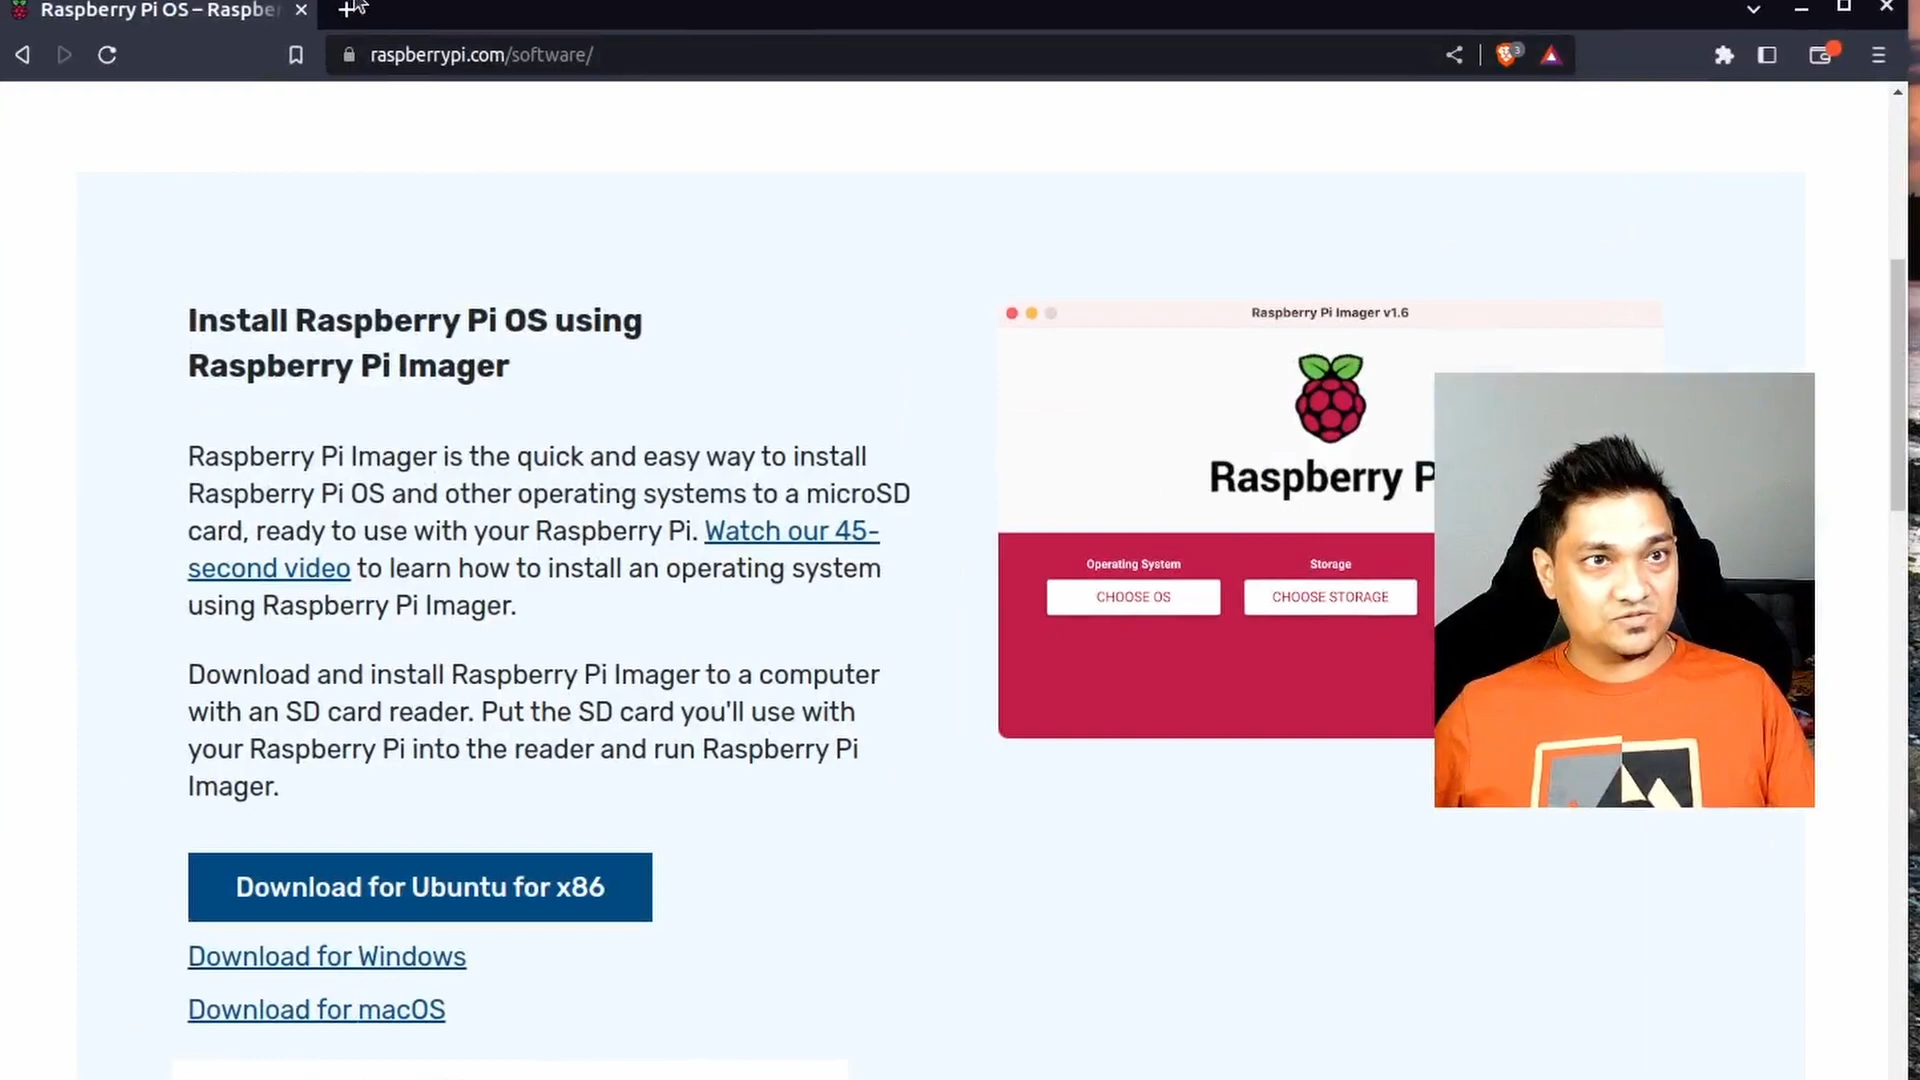 Raspberry Pi OS – Raspbe
raspberrypi.com/software/
3
Install Raspberry Pi OS using
Raspberry Pi Imager
Raspberry Pi Imager is the quick and easy way to install
Raspberry Pi OS and other operating systems to a microSD
card, ready to use with your Raspberry Pi. Watch our 45-
second video to learn how to install an operating system
using Raspberry Pi Imager.
Download and install Raspberry Pi Imager to a computer
with an SD card reader. Put the SD card you'll use with
your Raspberry Pi into the reader and run Raspberry Pi
Imager.
Download for Ubuntu for x86
Download for Windows
Download for macOS
Raspberry Pi Imager v1.6
Raspberry P
Operating System
Storage
CHOOSE OS
CHOOSE STORAGE